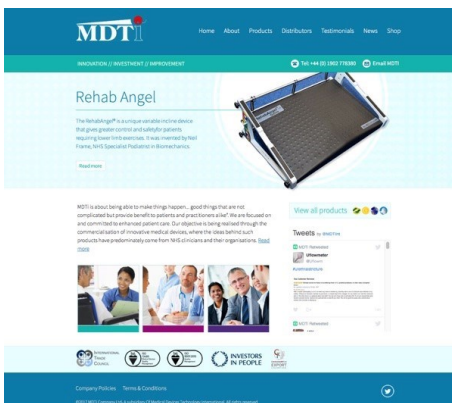 MDTi
Home About Products Distributors Testimonials News Shop
INNOVATION // INVESTMENT // IMPROVEMENT
Tel: +44 (0) 1902 778380 Email MDTI
Rehab Angel
The RehabAngel® is a unique variable incline device
that gives greater control and safety for patients
requiring lower limb exercises. It was invented by Neil
Frame, NHS Specialist Podiatrist in Biomechanics.
Read more
MDTi is about being able to make things happen... good things that are not
complicated but provide benefit to patients and practitioners alike". We are focused on
and committed to enhanced patient care. Our objective is being realised through the
commercialisation of innovative medical devices, where the ideas behind such
products have predominately come from NHS clinicians and their organisations. Read
more
View all products
Tweets
MDTi Retweeted
Uflowmeter
MDTi Retweeted
INVESTORS
IN PEOPLE
EXPORT
Company Policies Terms & Conditions